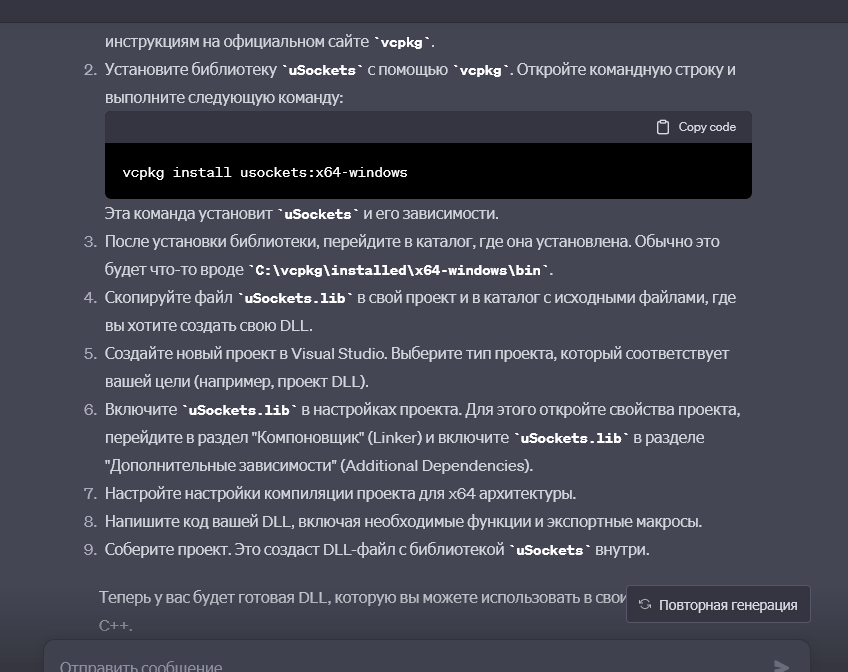 инструкциям на официальном сайте `vcpkg`.
2. Установите библиотеку `uSockets` с помощью `vcpkg`. Откройте командную строку и
выполните следующую команду:
Copy code
vcpkg install usockets:x64-windows
Эта команда установит `uSockets` и его зависимости.
3. После установки библиотеки, перейдите в каталог, где она установлена. Обычно это
будет что-то вроде `C:\vcpkg\installed\x64-windows\bin`.
4. Скопируйте файл `uSockets.lib` в свой проект и в каталог с исходными файлами, где
вы хотите создать свою DLL.
5. Создайте новый проект в Visual Studio. Выберите тип проекта, который соответствует
вашей цели (например, проект DLL).
6. Включите `uSockets.lib` в настройках проекта. Для этого откройте свойства проекта,
перейдите в раздел "Компоновщик" (Linker) и включите `uSockets.lib` в разделе
"Дополнительные зависимости" (Additional Dependencies).
7. Настройте настройки компиляции проекта для x64 архитектуры.
8. Напишите код вашей DLL, включая необходимые функции и экспортные макросы.
9. Соберите проект. Это создаст DLL-файл с библиотекой `uSockets` внутри.
Теперь у вас будет готовая DLL, которую вы можете использовать в свои
Повторная генерация
C++.
Отправить сообщение